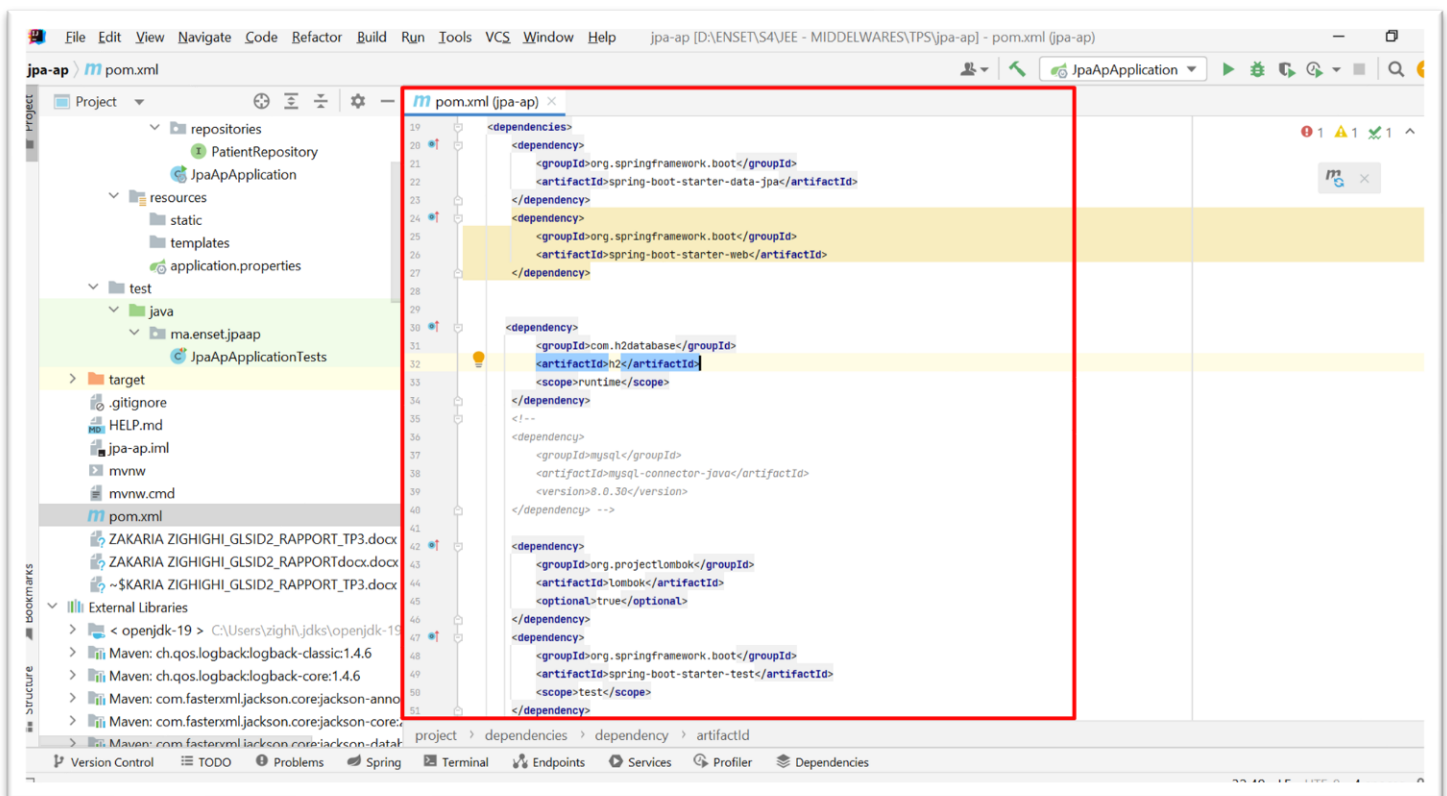 File Edit View Navigate Code Refactor Build Run Tools VCS Window Help jpa-ap [D:\ENSET\S4\JEE - MIDDELWARES\TPS\jpa-ap] - pom.xml (jpa-ap)
jpa-ap pom.xml JpaApApplication
Project
Project pom.xml (jpa-ap)
repositories
PatientRepository
JpaApApplication
resources
static
templates
application.properties
test
java
ma.enset.jpaap
JpaApApplicationTests
target
.gitignore
HELP.md
jpa-ap.iml
mvnw
mvnw.cmd
pom.xml
ZAKARIA ZIGHIGHI_GLSID2_RAPPORT_TP3.docx
ZAKARIA ZIGHIGHI_GLSID2_RAPPORTdocx.docx
~$KARIA ZIGHIGHI_GLSID2_RAPPORT_TP3.docx
External Libraries
< openjdk-19 > C:\Users\zighi\.jdks\openjdk-19
Maven: ch.qos.logback:logback-classic:1.4.6
Maven: ch.qos.logback:logback-core:1.4.6
Maven: com.fasterxml.jackson.core:jackson-anno
Maven: com.fasterxml.jackson.core:jackson-core:
Maven: com.fasterxml.jackson.core:jackson-datab
Bookmarks
Structure
19 <dependencies>
20 <dependency>
21 <groupId>org.springframework.boot</groupId>
22 <artifactId>spring-boot-starter-data-jpa</artifactId>
23 </dependency>
24 <dependency>
25 <groupId>org.springframework.boot</groupId>
26 <artifactId>spring-boot-starter-web</artifactId>
27 </dependency>
28
29
30 <dependency>
31 <groupId>com.h2database</groupId>
32 <artifactId>h2</artifactId>
33 <scope>runtime</scope>
34 </dependency>
35 <!--
36 <dependency>
37 <groupId>mysql</groupId>
38 <artifactId>mysql-connector-java</artifactId>
39 <version>8.0.30</version>
40 </dependency> -->
41
42 <dependency>
43 <groupId>org.projectlombok</groupId>
44 <artifactId>lombok</artifactId>
45 <optional>true</optional>
46 </dependency>
47 <dependency>
48 <groupId>org.springframework.boot</groupId>
49 <artifactId>spring-boot-starter-test</artifactId>
50 <scope>test</scope>
51 </dependency>
1 1 1
project dependencies dependency artifactId
Version Control TODO Problems Spring Terminal Endpoints Services Profiler Dependencies